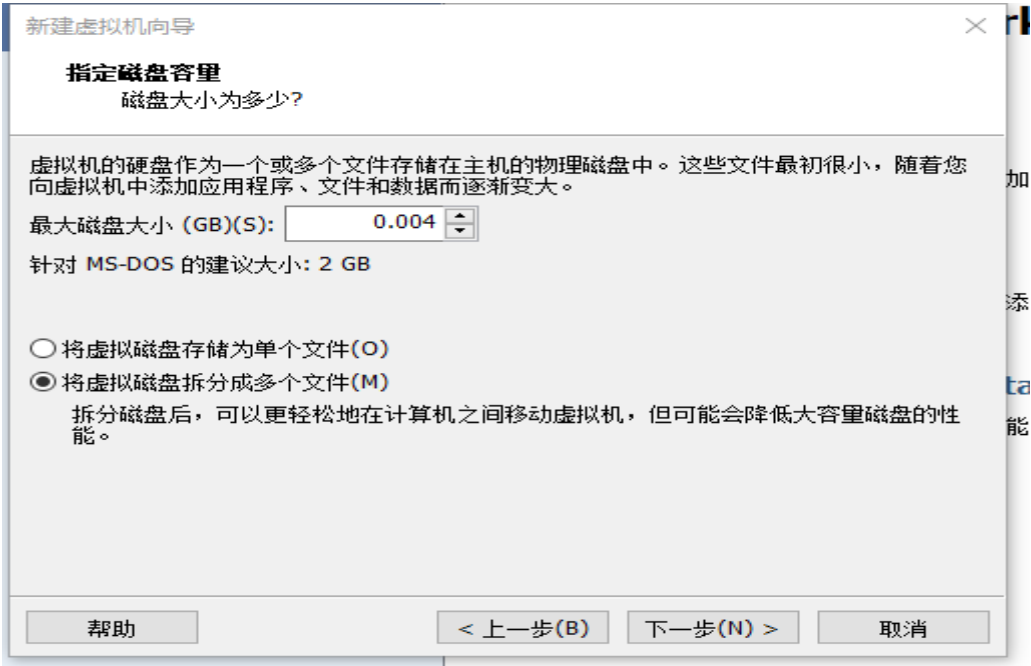 新建虚拟机向导
指定磁盘容量
磁盘大小为多少?
虚拟机的硬盘作为一个或多个文件存储在主机的物理磁盘中。这些文件最初很小，随着您
向虚拟机中添加应用程序、文件和数据而逐渐变大。
最大磁盘大小 (GB)(S): 0.004
针对 MS-DOS 的建议大小: 2 GB
将虚拟磁盘存储为单个文件(O)
将虚拟磁盘拆分成多个文件(M)
拆分磁盘后，可以更轻松地在计算机之间移动虚拟机，但可能会降低大容量磁盘的性
能。
帮助 < 上一步(B) 下一步(N) > 取消
加
添
ta
能